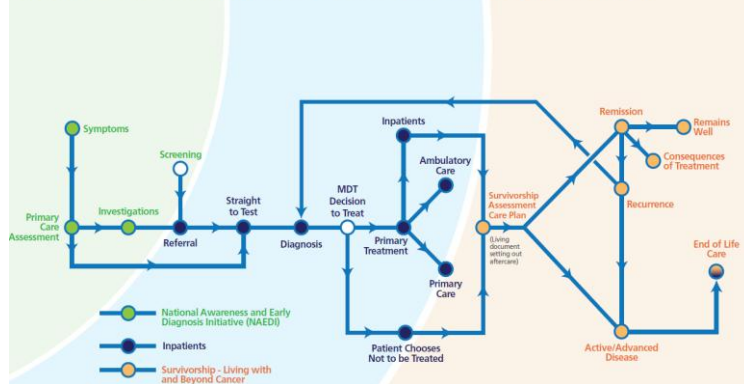 Symptoms
Screening
Primary
Care
Assessment
Investigations
Referral
Straight
to Test
Diagnosis
MDT
Decision
to Treat
Inpatients
Ambulatory
Care
Primary
Treatment
Primary
Care
Patient Chooses
Not to be Treated
Survivorship
Assessment
Care Plan
(Living
document
setting out
aftercare)
Remission
Remains
Well
Consequences
of Treatment
Recurrence
End of Life
Care
Active/Advanced
Disease
National Awareness and Early
Diagnosis Initiative (NAEDI)
Inpatients
Survivorship - Living with
and Beyond Cancer